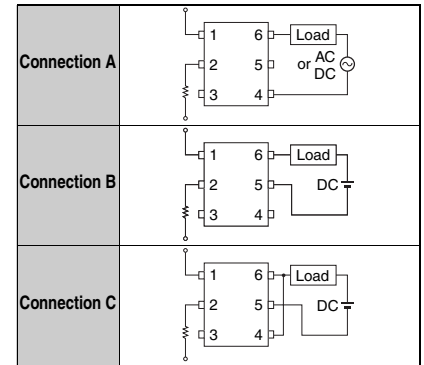 Connection A
1 6 Load
2 5 or AC
DC
3 4
Connection B
1 6 Load
2 5 DC
3 4
Connection C
1 6 Load
2 5 DC
3 4